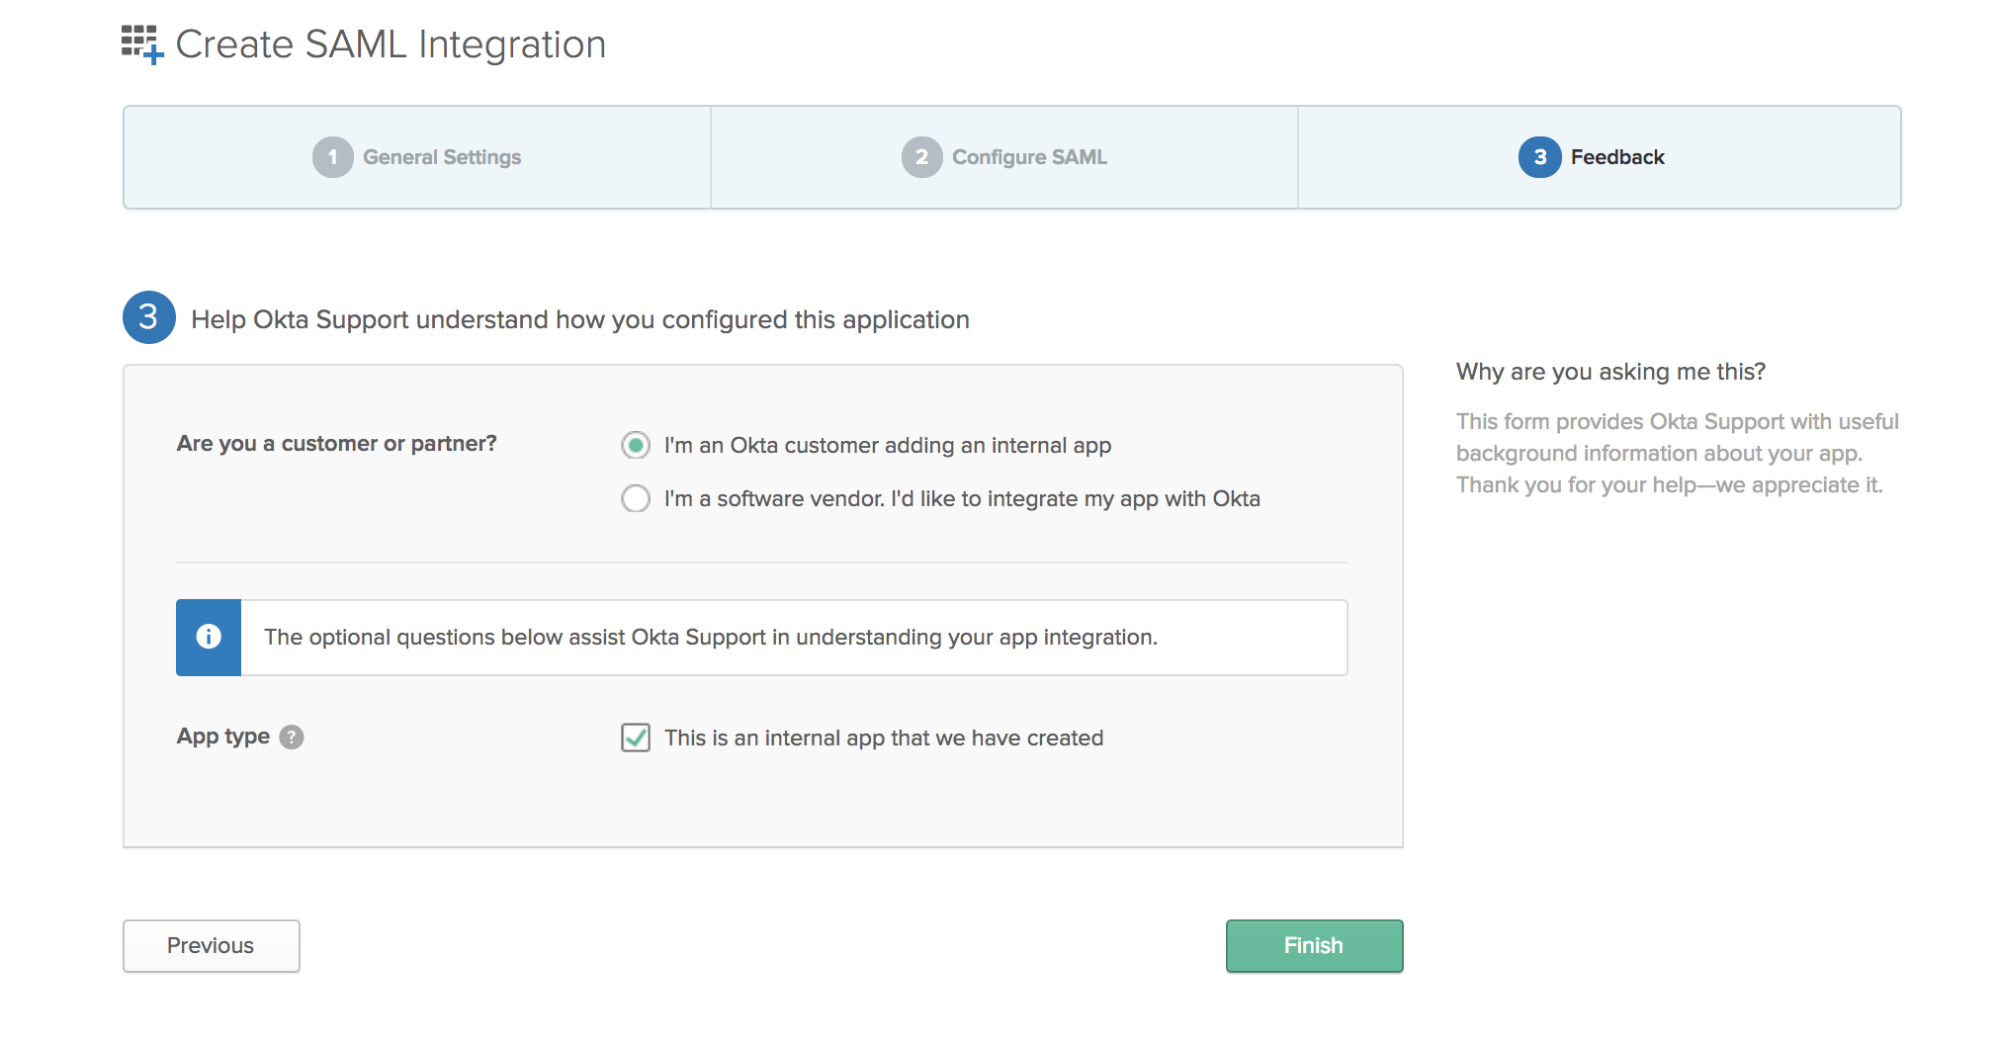 Create SAML Integration
1 General Settings
2 Configure SAML
3 Feedback
3 Help Okta Support understand how you configured this application
Are you a customer or partner?
I'm an Okta customer adding an internal app
I'm a software vendor. I'd like to integrate my app with Okta
The optional questions below assist Okta Support in understanding your app integration.
App type ?
This is an internal app that we have created
Why are you asking me this?
This form provides Okta Support with useful
background information about your app.
Thank you for your help—we appreciate it.
Previous
Finish